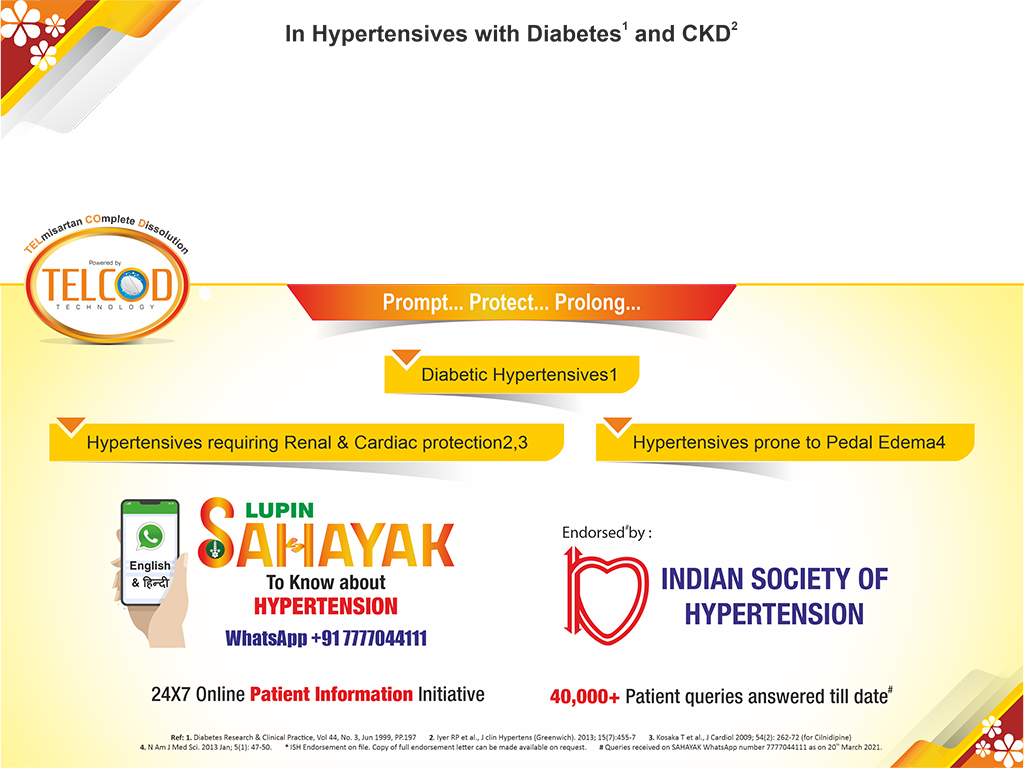 In Hypertensives with Diabetes1 and CKD2
TELmisartan COmplete Dissolution
Powered by
TELCOD
TECHNOLOGY
Prompt... Protect... Prolong...
Diabetic Hypertensives1
Hypertensives requiring Renal & Cardiac protection2,3
Hypertensives prone to Pedal Edema4
English
& हिन्दी
LUPIN
SAHAYAK
To Know about
HYPERTENSION
WhatsApp +91 7777044111
24X7 Online Patient Information Initiative
Endorsed#by :
INDIAN SOCIETY OF
HYPERTENSION
40,000+ Patient queries answered till date#
Ref: 1. Diabetes Research & Clinical Practice, Vol 44, No. 3, Jun 1999, PP.197 2. Iyer RP et al., J clin Hypertens (Greenwich). 2013; 15(7):455-7 3. Kosaka T et al., J Cardiol 2009; 54(2): 262-72 (for Cilnidipine)
4. N Am J Med Sci. 2013 Jan; 5(1): 47-50. * ISH Endorsement on file. Copy of full endorsement letter can be made available on request. # Queries received on SAHAYAK WhatsApp number 7777044111 as on 20th March 2021.